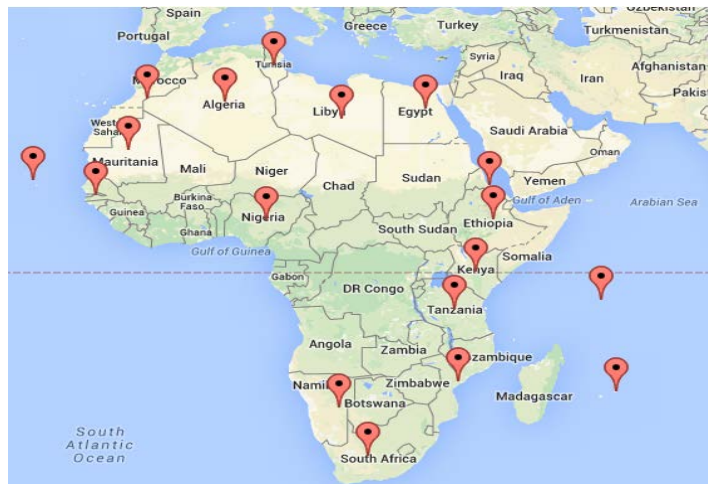 Spain
Portugal
Greece
Turkey
Uzbekistan
Turkmenistan
Tunisia
Syria
Iraq
Iran
Afghanistan
Pakis
Morocco
Algeria
Libya
Egypt
Western
Sahara
Saudi Arabia
Oman
Mauritania
Mali
Niger
Chad
Sudan
Yemen
Gulf of Aden
Arabian Sea
Burkina
Faso
Guinea
Nigeria
Ethiopia
Ghana
South Sudan
Gulf of Guinea
Somalia
Gabon
Kenya
DR Congo
Tanzania
Angola
Zambia
Mozambique
Namibia
Zimbabwe
Botswana
Madagascar
South
Atlantic
Ocean
South Africa